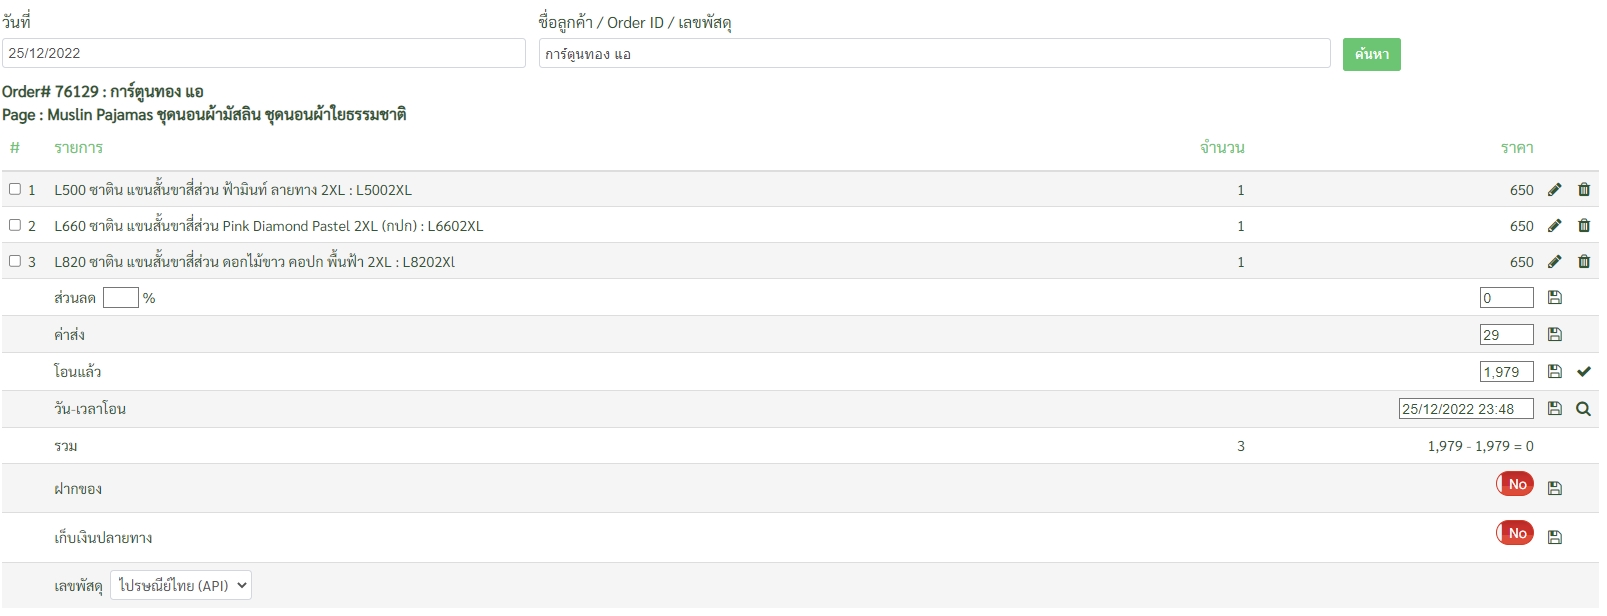 วันที่ ชื่อลูกค้า / Order ID / เลขพัสดุ
25/12/2022 การ์ตูนทอง แอ ค้นหา
Order# 76129 : การ์ตูนทอง แอ
Page : Muslin Pajamas ชุดนอนผ้ามัสลิน ชุดนอนผ้าใยธรรมชาติ
# รายการ จำนวน ราคา
1 L500 ซาติน แขนสั้นขาสี่ส่วน ฟ้ามินท์ ลายทาง 2XL : L5002XL 1 650
2 L660 ซาติน แขนสั้นขาสี่ส่วน Pink Diamond Pastel 2XL (กปก) : L6602XL 1 650
3 L820 ซาติน แขนสั้นขาสี่ส่วน ดอกไม้ขาว คอปก พื้นฟ้า 2XL : L8202Xl 1 650
ส่วนลด % 0
ค่าส่ง 29
โอนแล้ว 1,979
วัน-เวลาโอน 25/12/2022 23:48
รวม 3 1,979 - 1,979 = 0
ฝากของ No
เก็บเงินปลายทาง No
เลขพัสดุ ไปรษณีย์ไทย (API)